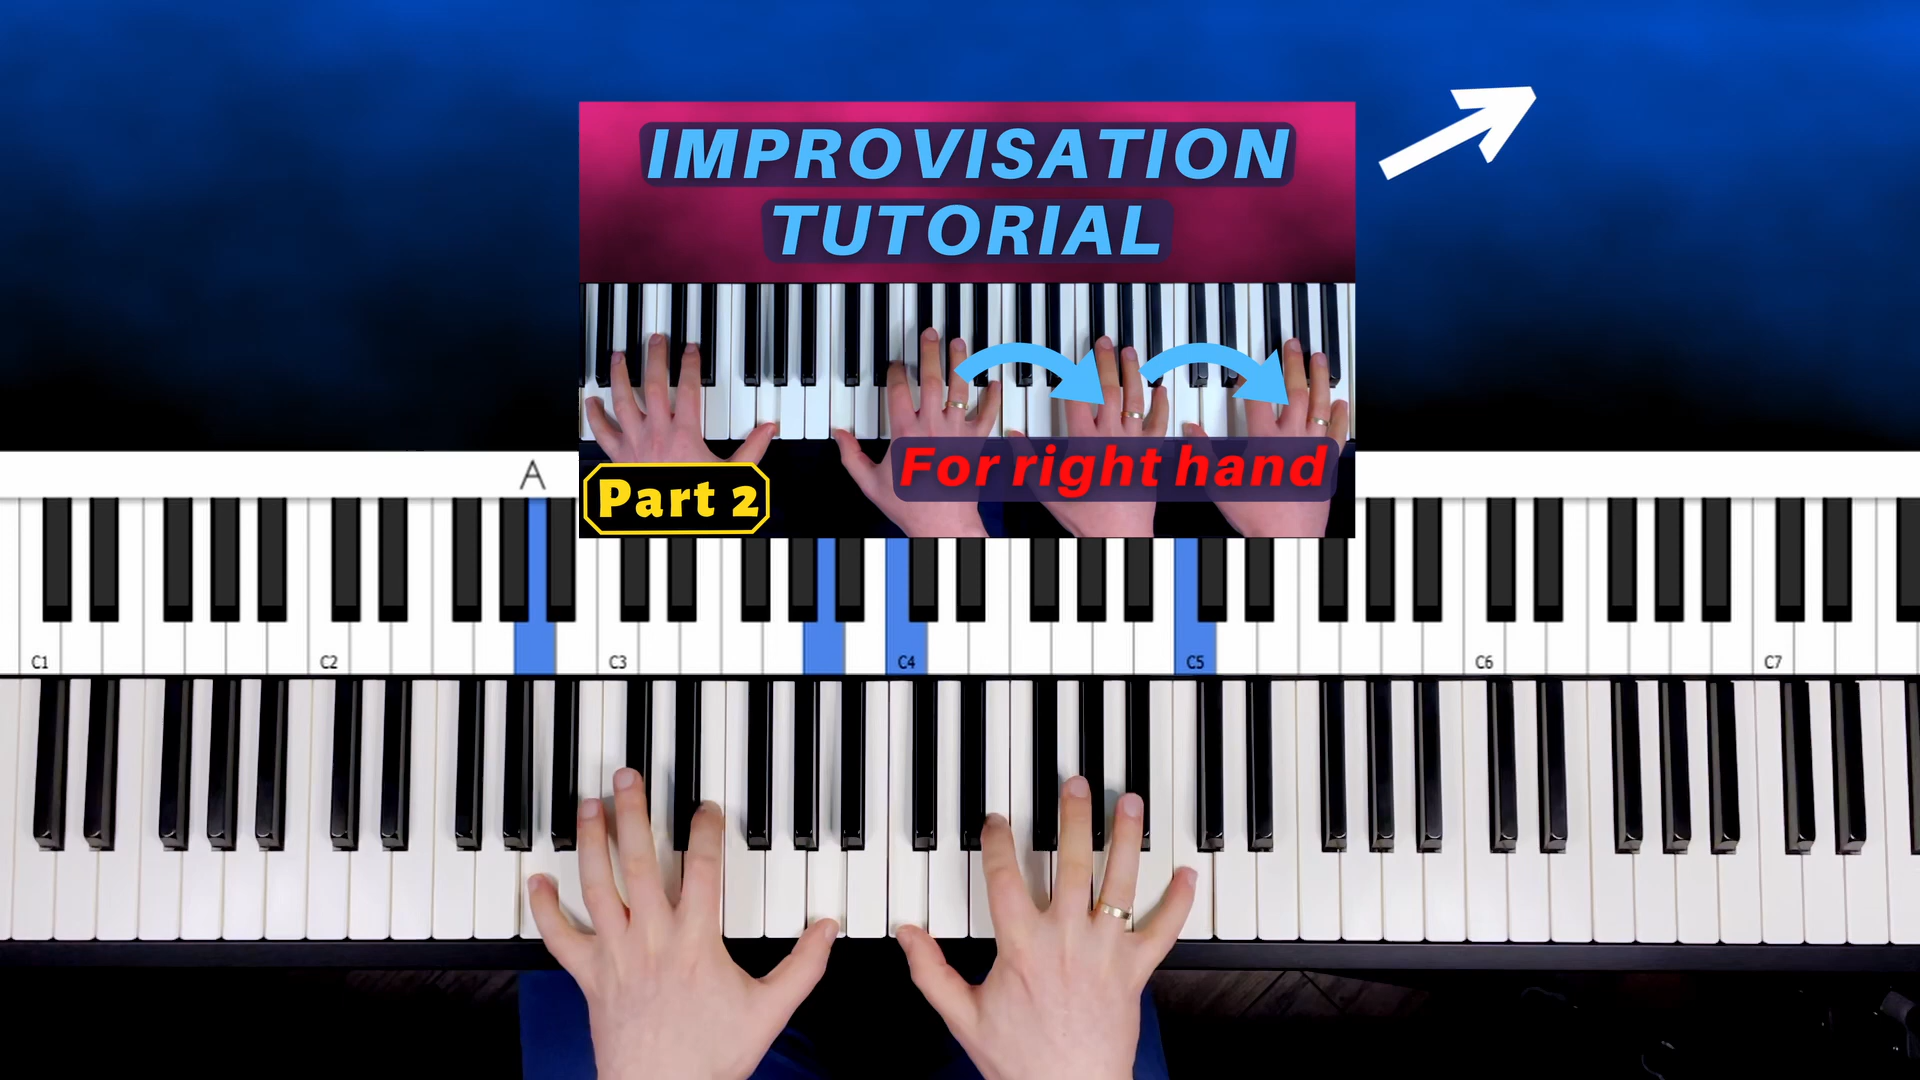 IMPROVISATION
TUTORIAL
For right hand
Part 2
A
C1 C2 C3 C4 C5 C6 C7